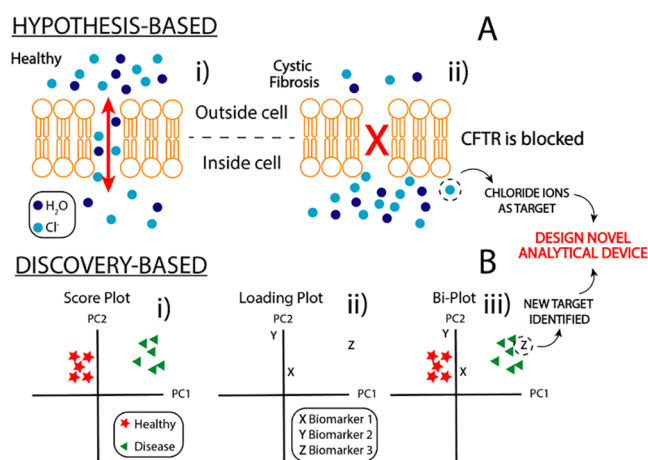 HYPOTHESIS-BASED
A
Healthy
i)
Cystic
Fibrosis
ii)
Outside cell
Inside cell
X
CFTR is blocked
H₂O
Cl⁻
CHLORIDE IONS
AS TARGET
DESIGN NOVEL
ANALYTICAL DEVICE
DISCOVERY-BASED
B
Score Plot
i)
PC2
PC1
Healthy
Disease
Loading Plot
ii)
PC2
Y
Z
X
X Biomarker 1
Y Biomarker 2
Z Biomarker 3
Bi-Plot
iii)
NEW TARGET
IDENTIFIED
PC2
Y
Z
X
PC1